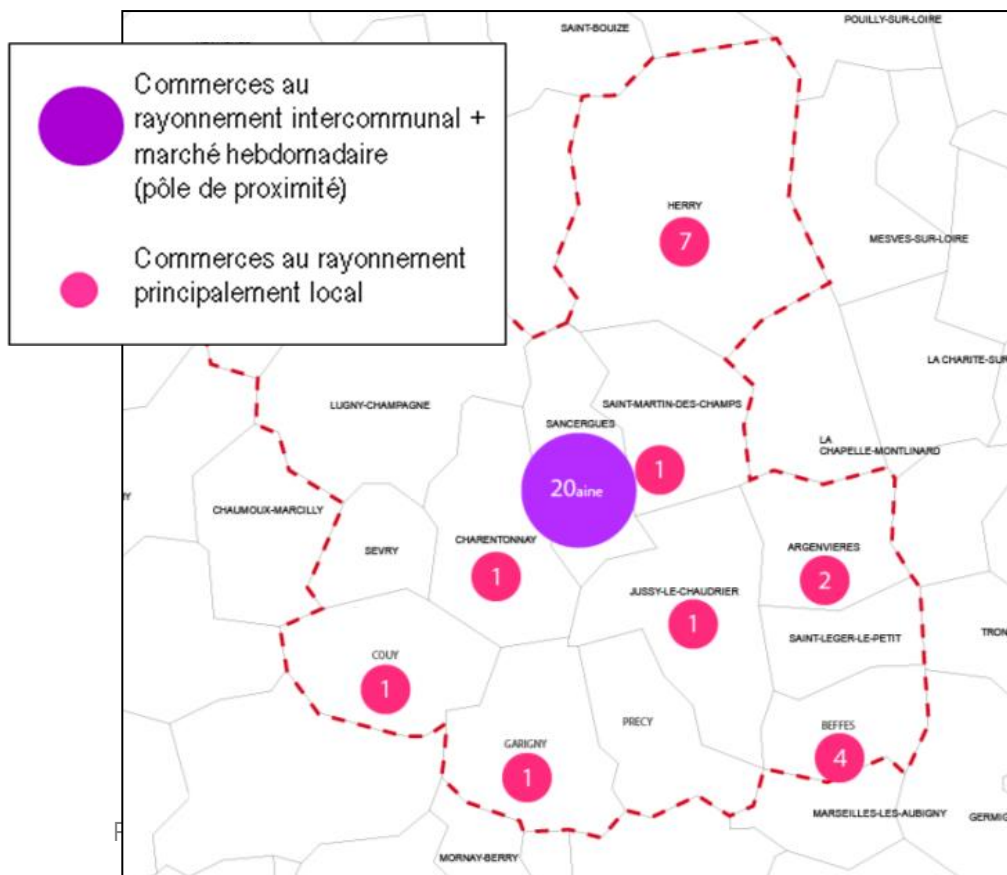 Commerces au
rayonnement intercommunal +
marché hebdomadaire
(pôle de proximité)
Commerces au rayonnement
principalement local
SAINT-BOUIZE
POUILLY-SUR-LOIRE
HERRY
7
MESVES-SUR-LOIRE
LA CHARITE-SUR
LUGNY-CHAMPAGNE
SAINT-MARTIN-DES-CHAMPS
SANCERGUES
20aine
1
LA
CHAPELLE-MONTLINARD
CHAUMOUX-MARCILLY
SEVRY
CHARENTONNAY
1
ARGENVIERES
2
JUSSY-LE-CHAUDRIER
1
SAINT-LEGER-LE-PETIT
TRON
COUY
1
PRECY
BEFFES
4
GARIGNY
1
MARSEILLES-LES-AUBIGNY
GERMIG
MORNAY-BERRY